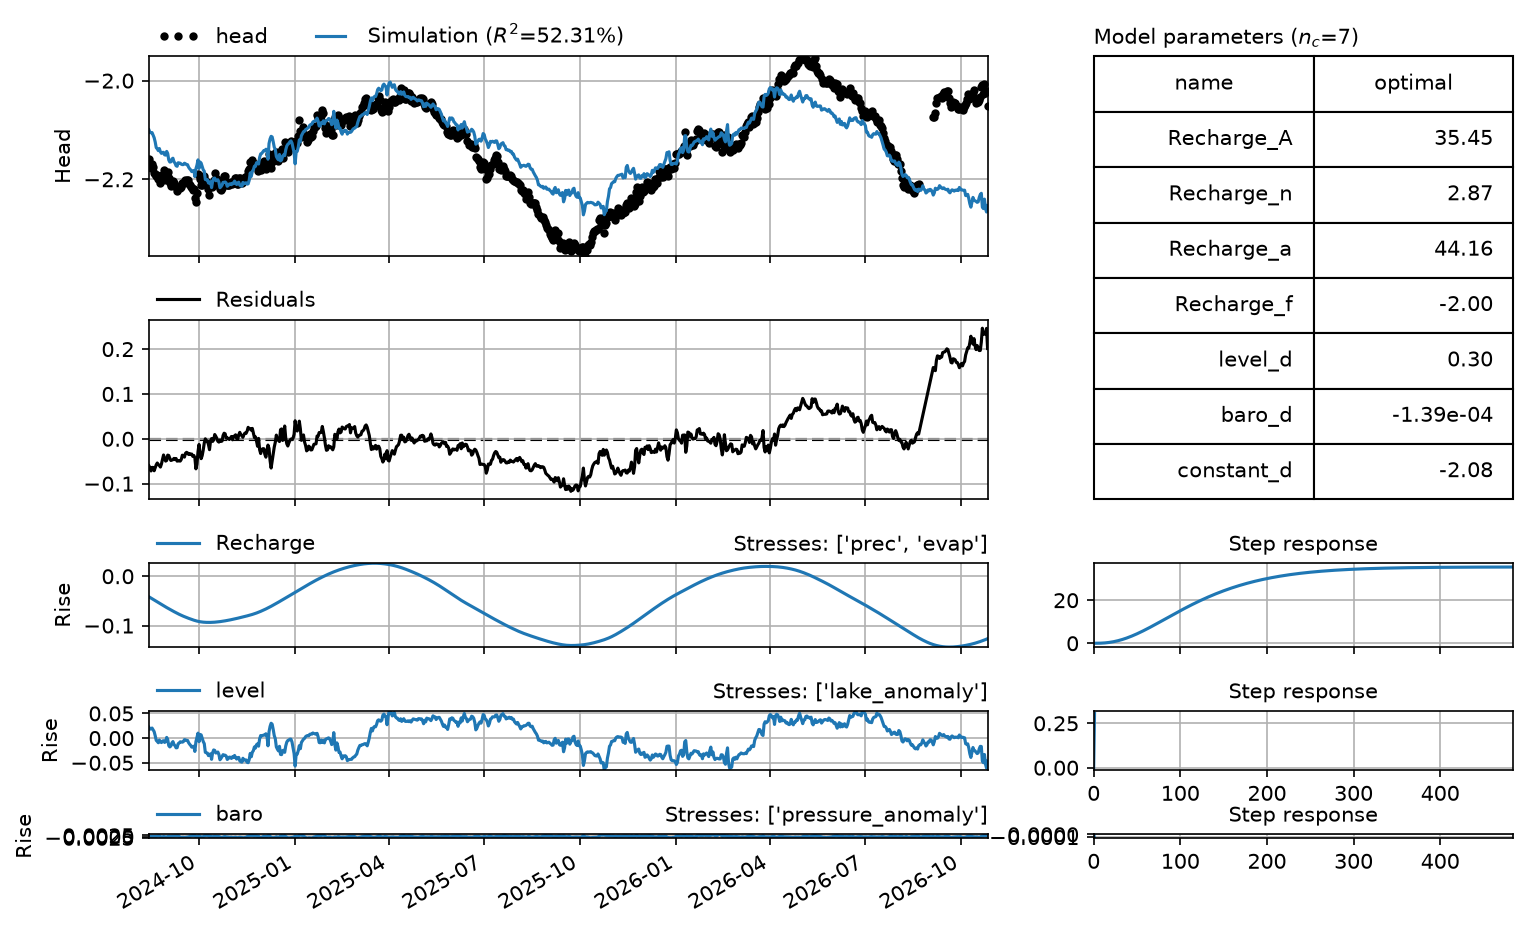 head
Simulation (R²=52.31%)
Model parameters (n_c=7)
name optimal
Recharge_A 35.45
Recharge_n 2.87
Recharge_a 44.16
Recharge_f -2.00
level_d 0.30
baro_d -1.39e-04
constant_d -2.08
Head
−2.0
−2.2
Residuals
0.2
0.1
0.0
−0.1
Recharge
Stresses: ['prec', 'evap']
Rise
0.0
−0.1
Step response
20
0
level
Stresses: ['lake_anomaly']
Rise
0.05
0.00
−0.05
Step response
0.25
0.00
0 100 200 300 400
baro
Stresses: ['pressure_anomaly']
Rise
Step response
0 100 200 300 400
2024-10 2025-01 2025-04 2025-07 2025-10 2026-01 2026-04 2026-07 2026-10